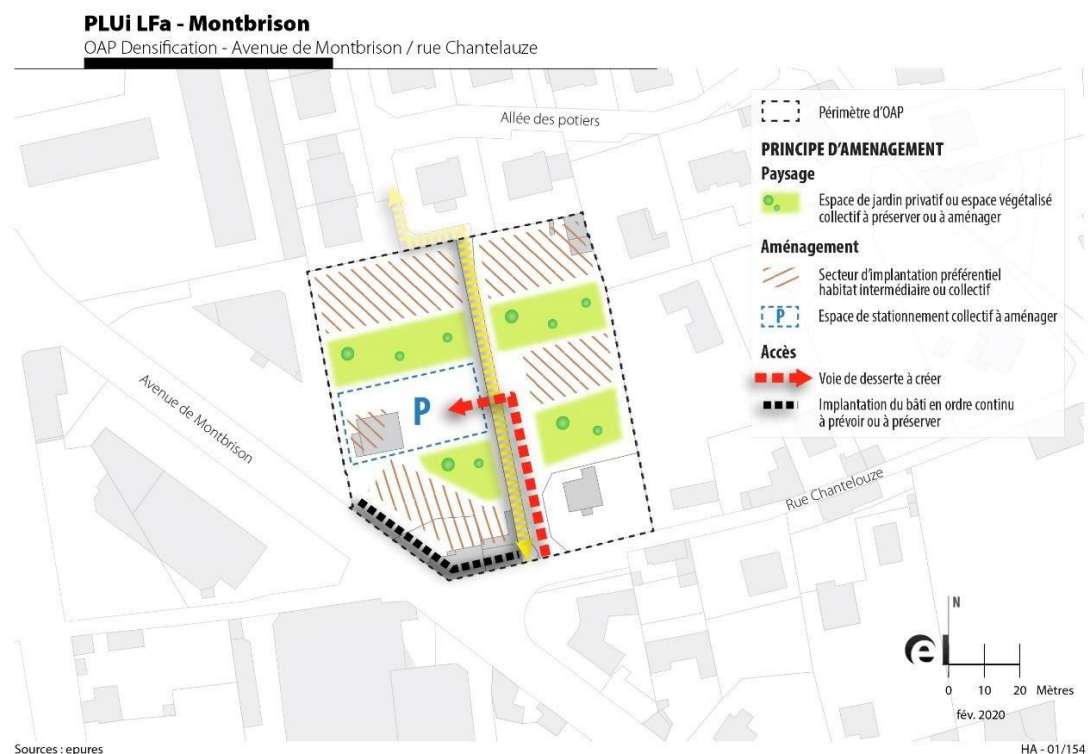 PLUi LFa - Montbrison
OAP Densification - Avenue de Montbrison / rue Chantelauze
Allée des potiers
Périmètre d'OAP
PRINCIPE D'AMENAGEMENT
Paysage
Espace de jardin privatif ou espace végétalisé
collectif à préserver ou à aménager
Aménagement
Secteur d'implantation préférentiel
habitat intermédiaire ou collectif
P
Espace de stationnement collectif à aménager
Accès
Voie de desserte à créer
Implantation du bâti en ordre continu
à prévoir ou à préserver
Avenue de Montbrison
P
Rue Chantelouze
N
e
0 10 20 Mètres
fév. 2020
Sources : epures
HA - 01/154